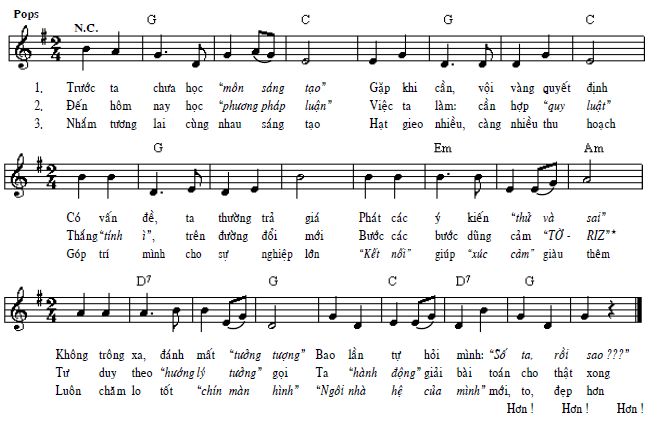 Pops
N.C. G C G C
1. Trước ta chưa học “môn sáng tạo” Gặp khi cần, vội vàng quyết định
2. Đến hôm nay học “phương pháp luận” Việc ta làm: cần hợp “quy luật”
3. Nhắm tương lai cùng nhau sáng tạo Hạt gieo nhiều, càng nhiều thu hoạch
G Em Am
Có vấn đề, ta thường trả giá Phát các ý kiến “thử và sai”
Thắng “tính ì”, trên đường đổi mới Bước các bước dũng cảm “TỜ - RIZ”*
Góp trí mình cho sự nghiệp lớn “Kết nối” giúp “xúc cảm” giàu thêm
D7 G C D7 G
Không trông xa, đánh mất “tưởng tượng” Bao lần tự hỏi mình: “Số ta, rồi sao ???”
Tư duy theo “hướng lý tưởng” gọi Ta “hành động” giải bài toán cho thật xong
Luôn chăm lo tốt “chín màn hình” “Ngôi nhà hệ của mình” mới, to, đẹp hơn
Hơn ! Hơn ! Hơn !